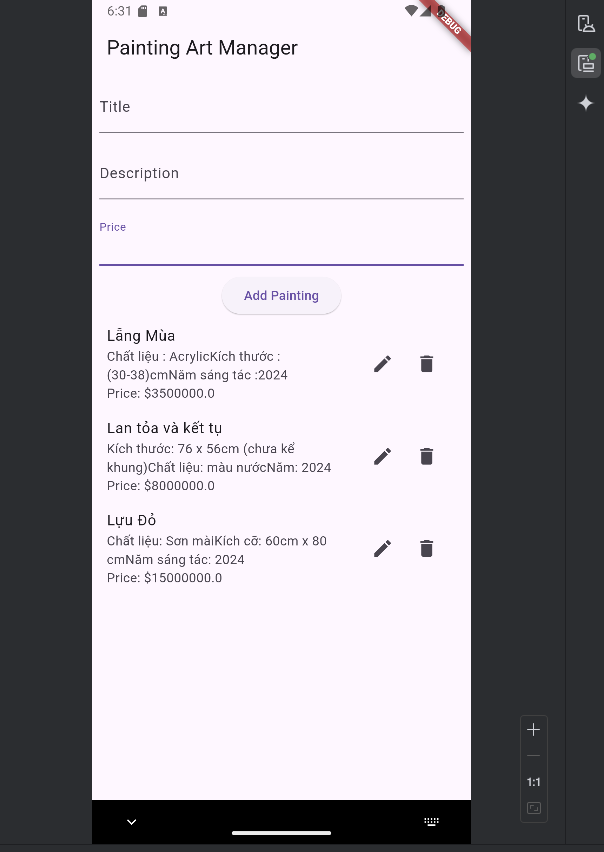 6:31
EBUG
Painting Art Manager
Title
Description
Price
Add Painting
Lẵng Mùa
Chất liệu : AcrylicKích thước :
(30-38)cmNăm sáng tác :2024
Price: $3500000.0
Lan tỏa và kết tụ
Kích thước: 76 x 56cm (chưa kể
khung)Chất liệu: màu nướcNăm: 2024
Price: $8000000.0
Lựu Đỏ
Chất liệu: Sơn màiKích cỡ: 60cm x 80
cmNăm sáng tác: 2024
Price: $15000000.0
1:1